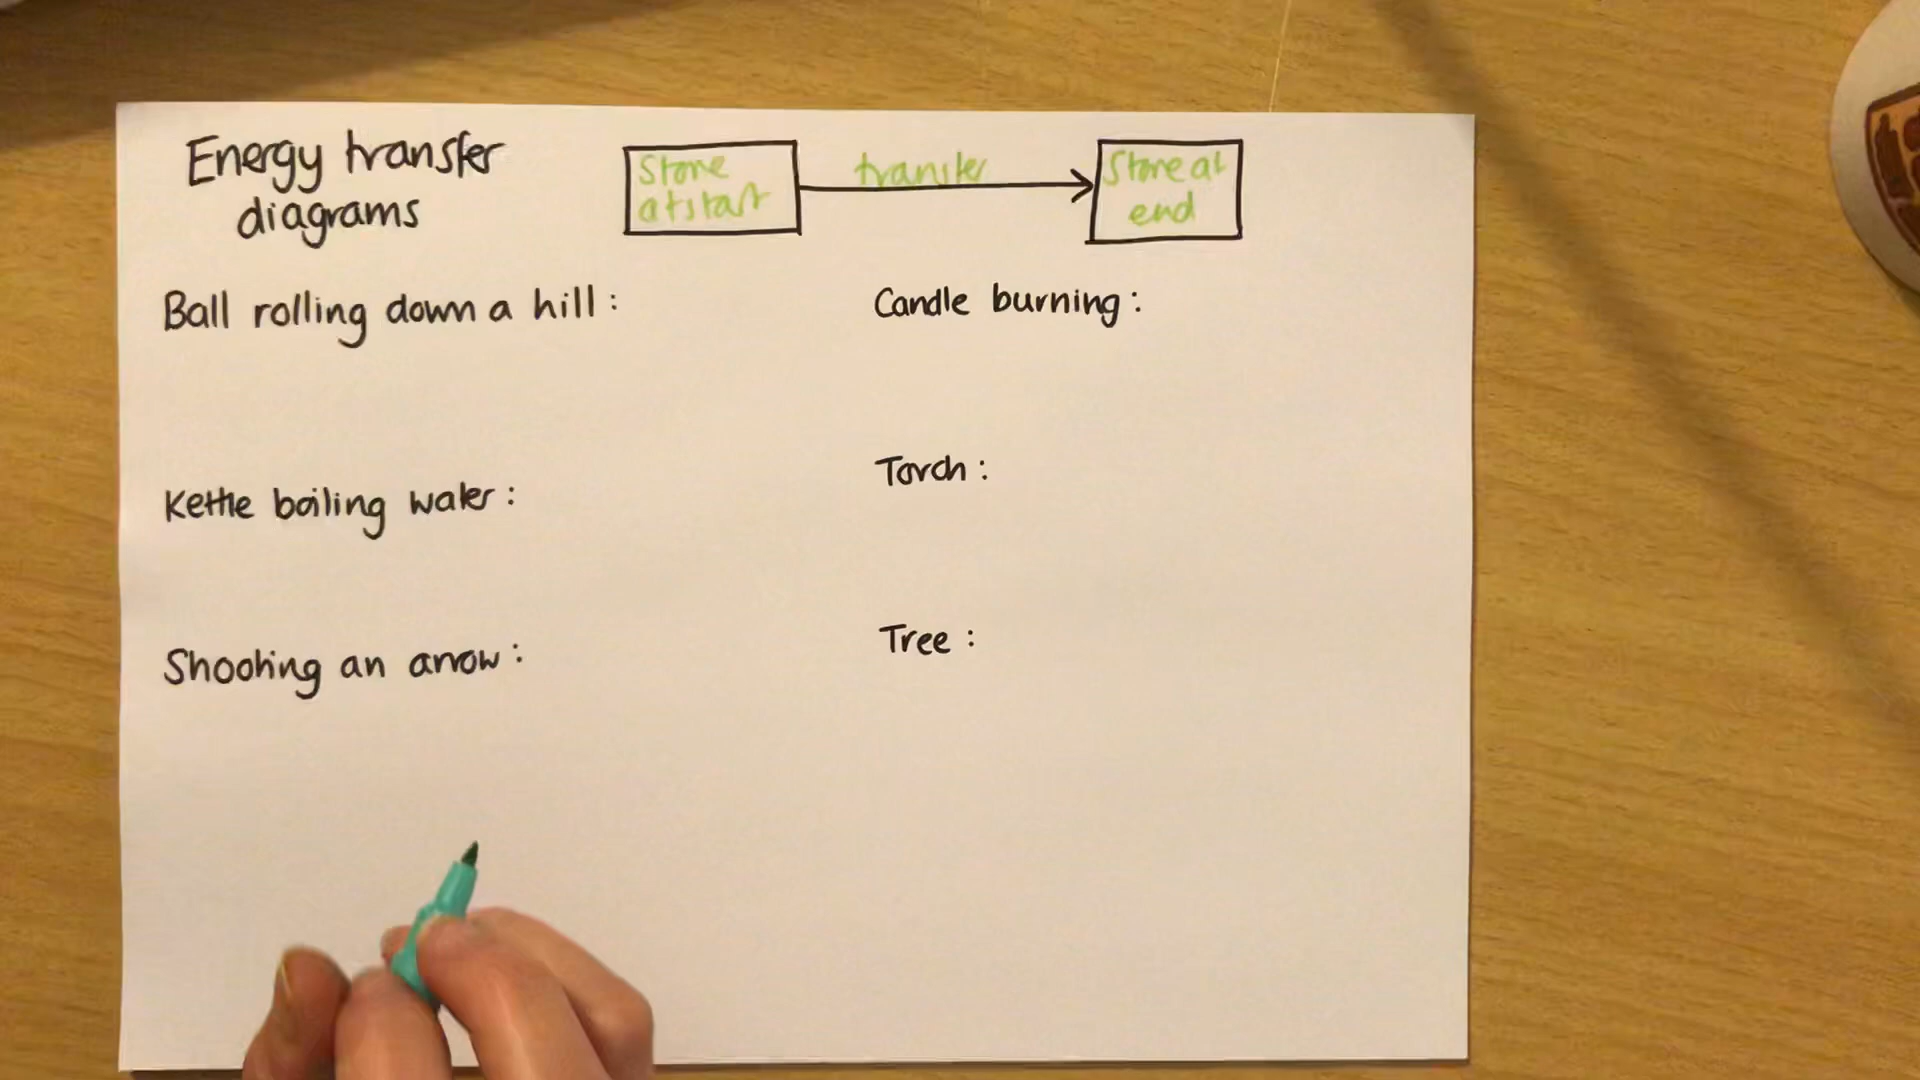 Energy transfer
diagrams
Store
at start
transfer
Store at
end
Ball rolling down a hill :
Candle burning :
Kettle boiling water :
Torch :
Shooting an arrow :
Tree :